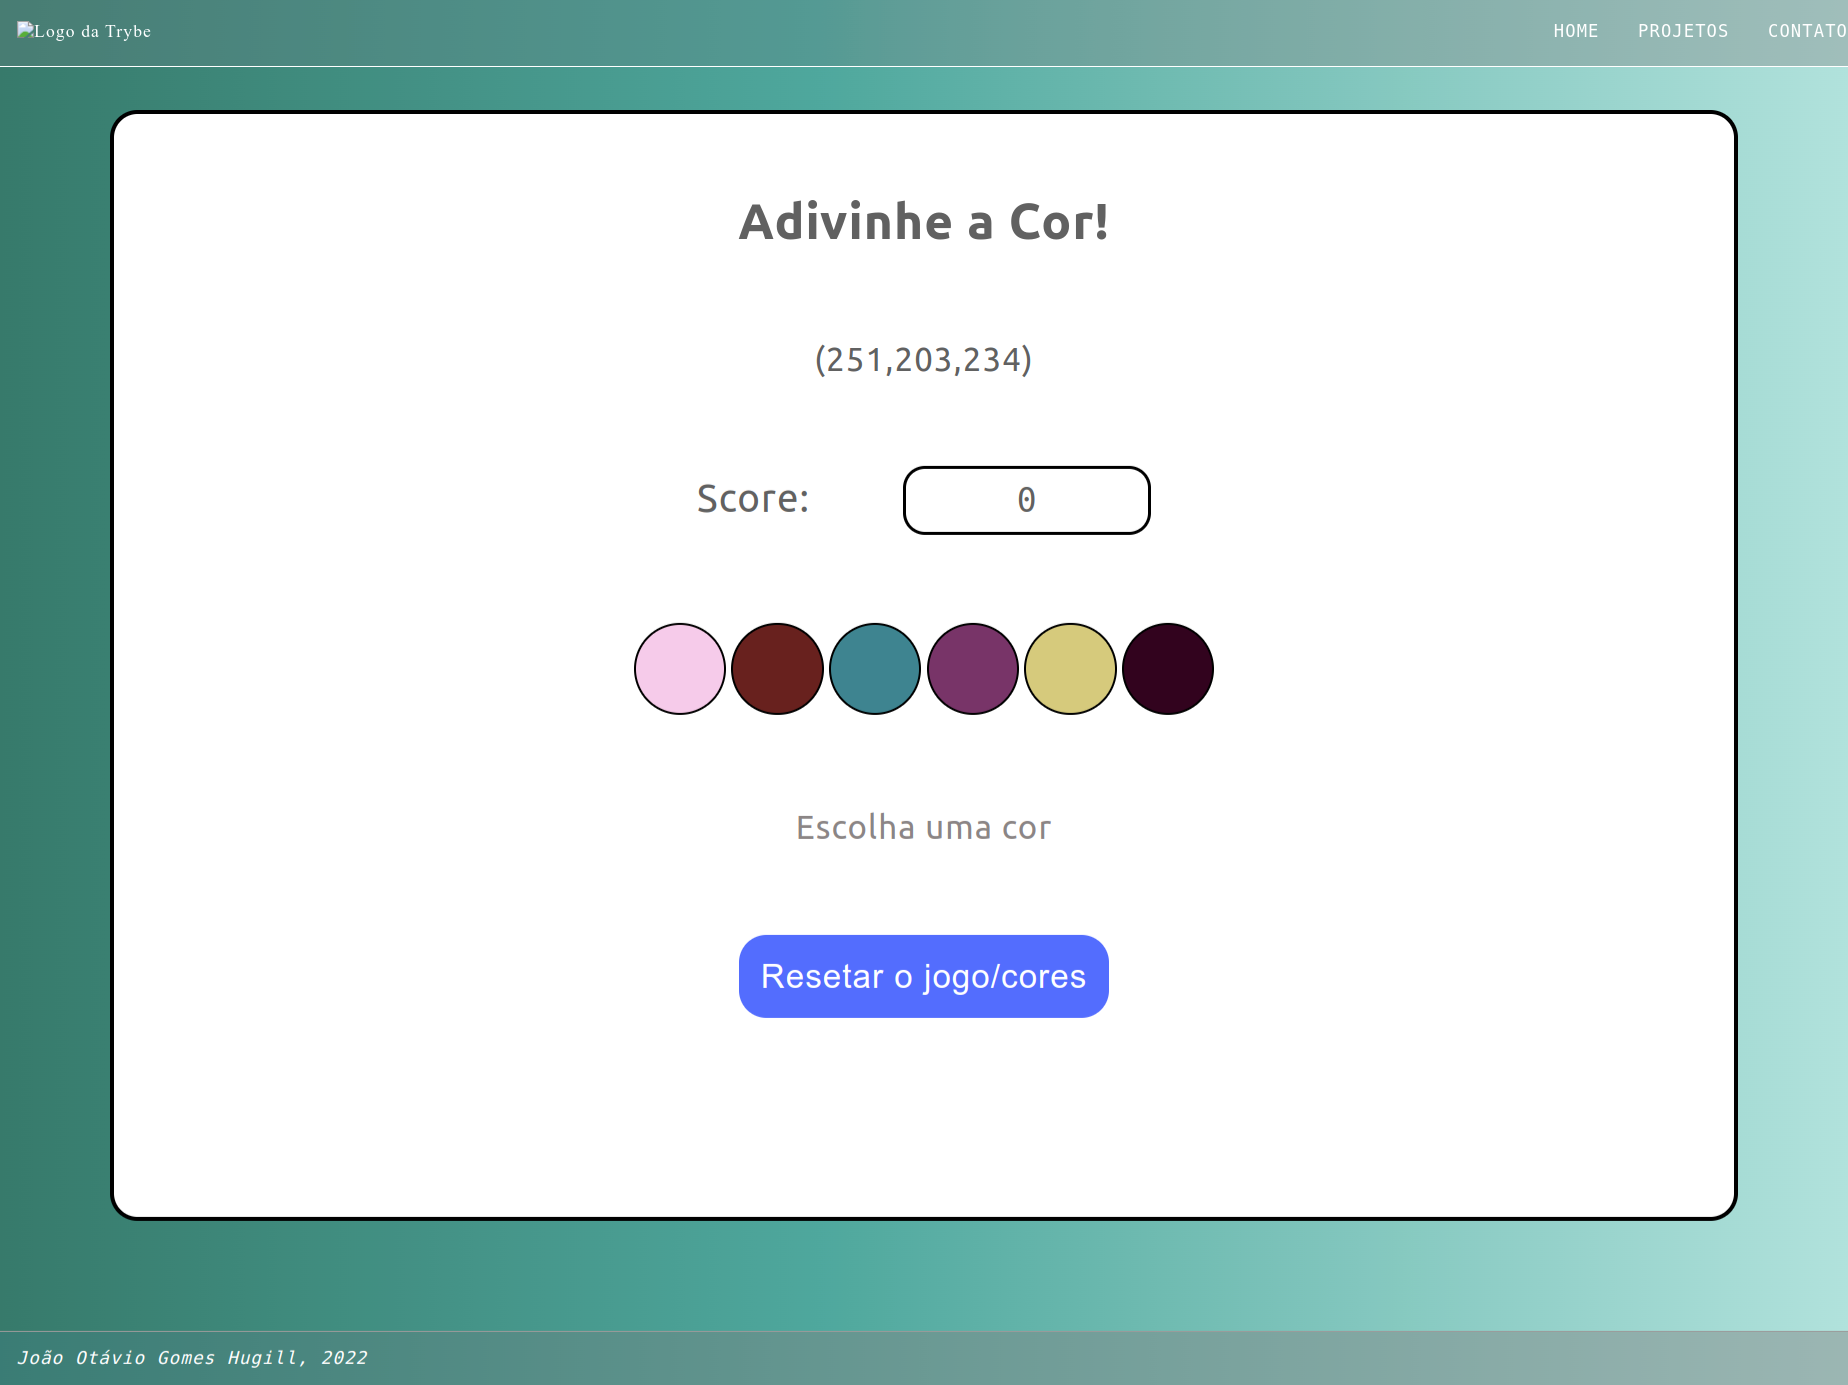 Logo da Trybe
HOME PROJETOS CONTATO
Adivinhe a Cor!
(251,203,234)
Score: 0
Escolha uma cor
Resetar o jogo/cores
João Otávio Gomes Hugill, 2022